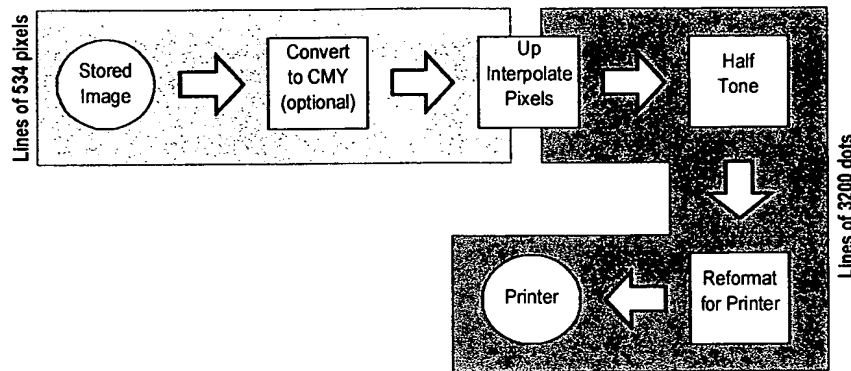 Lines of 534 pixels
Stored
Image
Convert
to CMY
(optional)
Up
Interpolate
Pixels
Half
Tone
Lines of 3200 dots
Reformat
for Printer
Printer